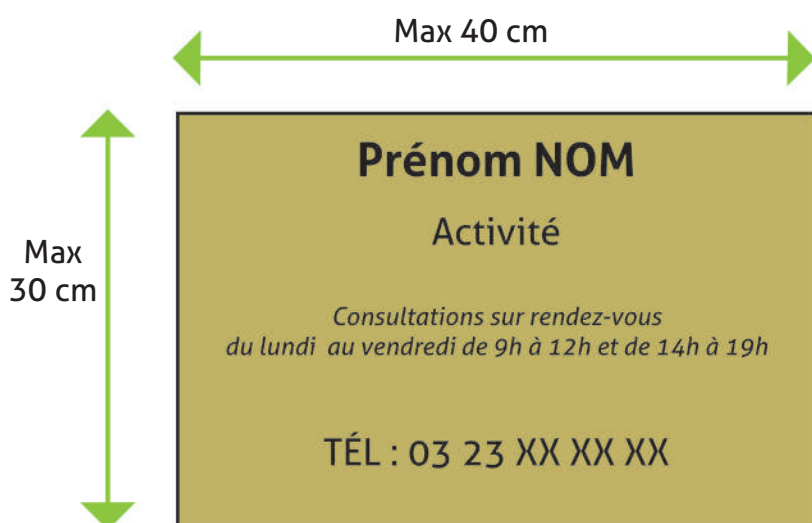 Max 40 cm
Max
30 cm
Prénom NOM
Activité
Consultations sur rendez-vous
du lundi au vendredi de 9h à 12h et de 14h à 19h
TÉL : 03 23 XX XX XX